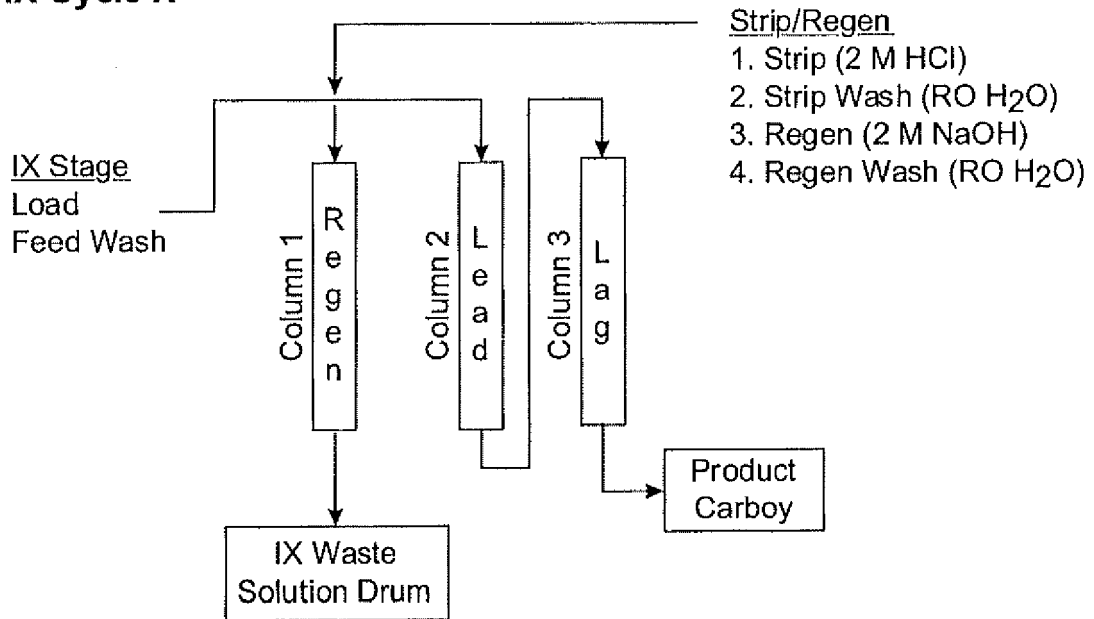 Strip/Regen
1. Strip (2 M HCl)
2. Strip Wash (RO H2O)
3. Regen (2 M NaOH)
4. Regen Wash (RO H2O)
IX Stage
Load
Feed Wash
Column 1
Regen
Column 2
Lead
Column 3
Lag
Product
Carboy
IX Waste
Solution Drum